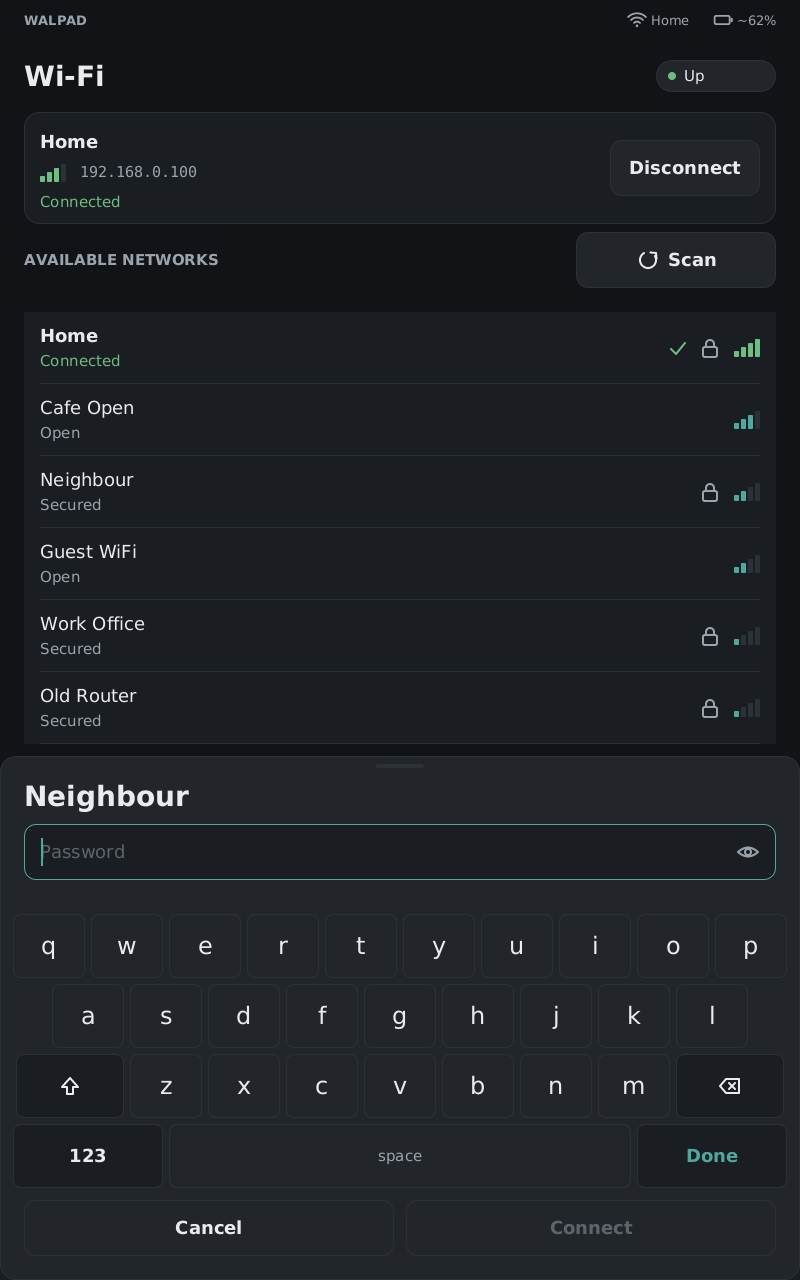 WALPAD
Home
~62%
Wi-Fi
Up
Home
192.168.0.100
Connected
Disconnect
AVAILABLE NETWORKS
Scan
Home
Connected
Cafe Open
Open
Neighbour
Secured
Guest WiFi
Open
Work Office
Secured
Old Router
Secured
Neighbour
Password
q w e r t y u i o p
a s d f g h j k l
z x c v b n m
123 space Done
Cancel Connect